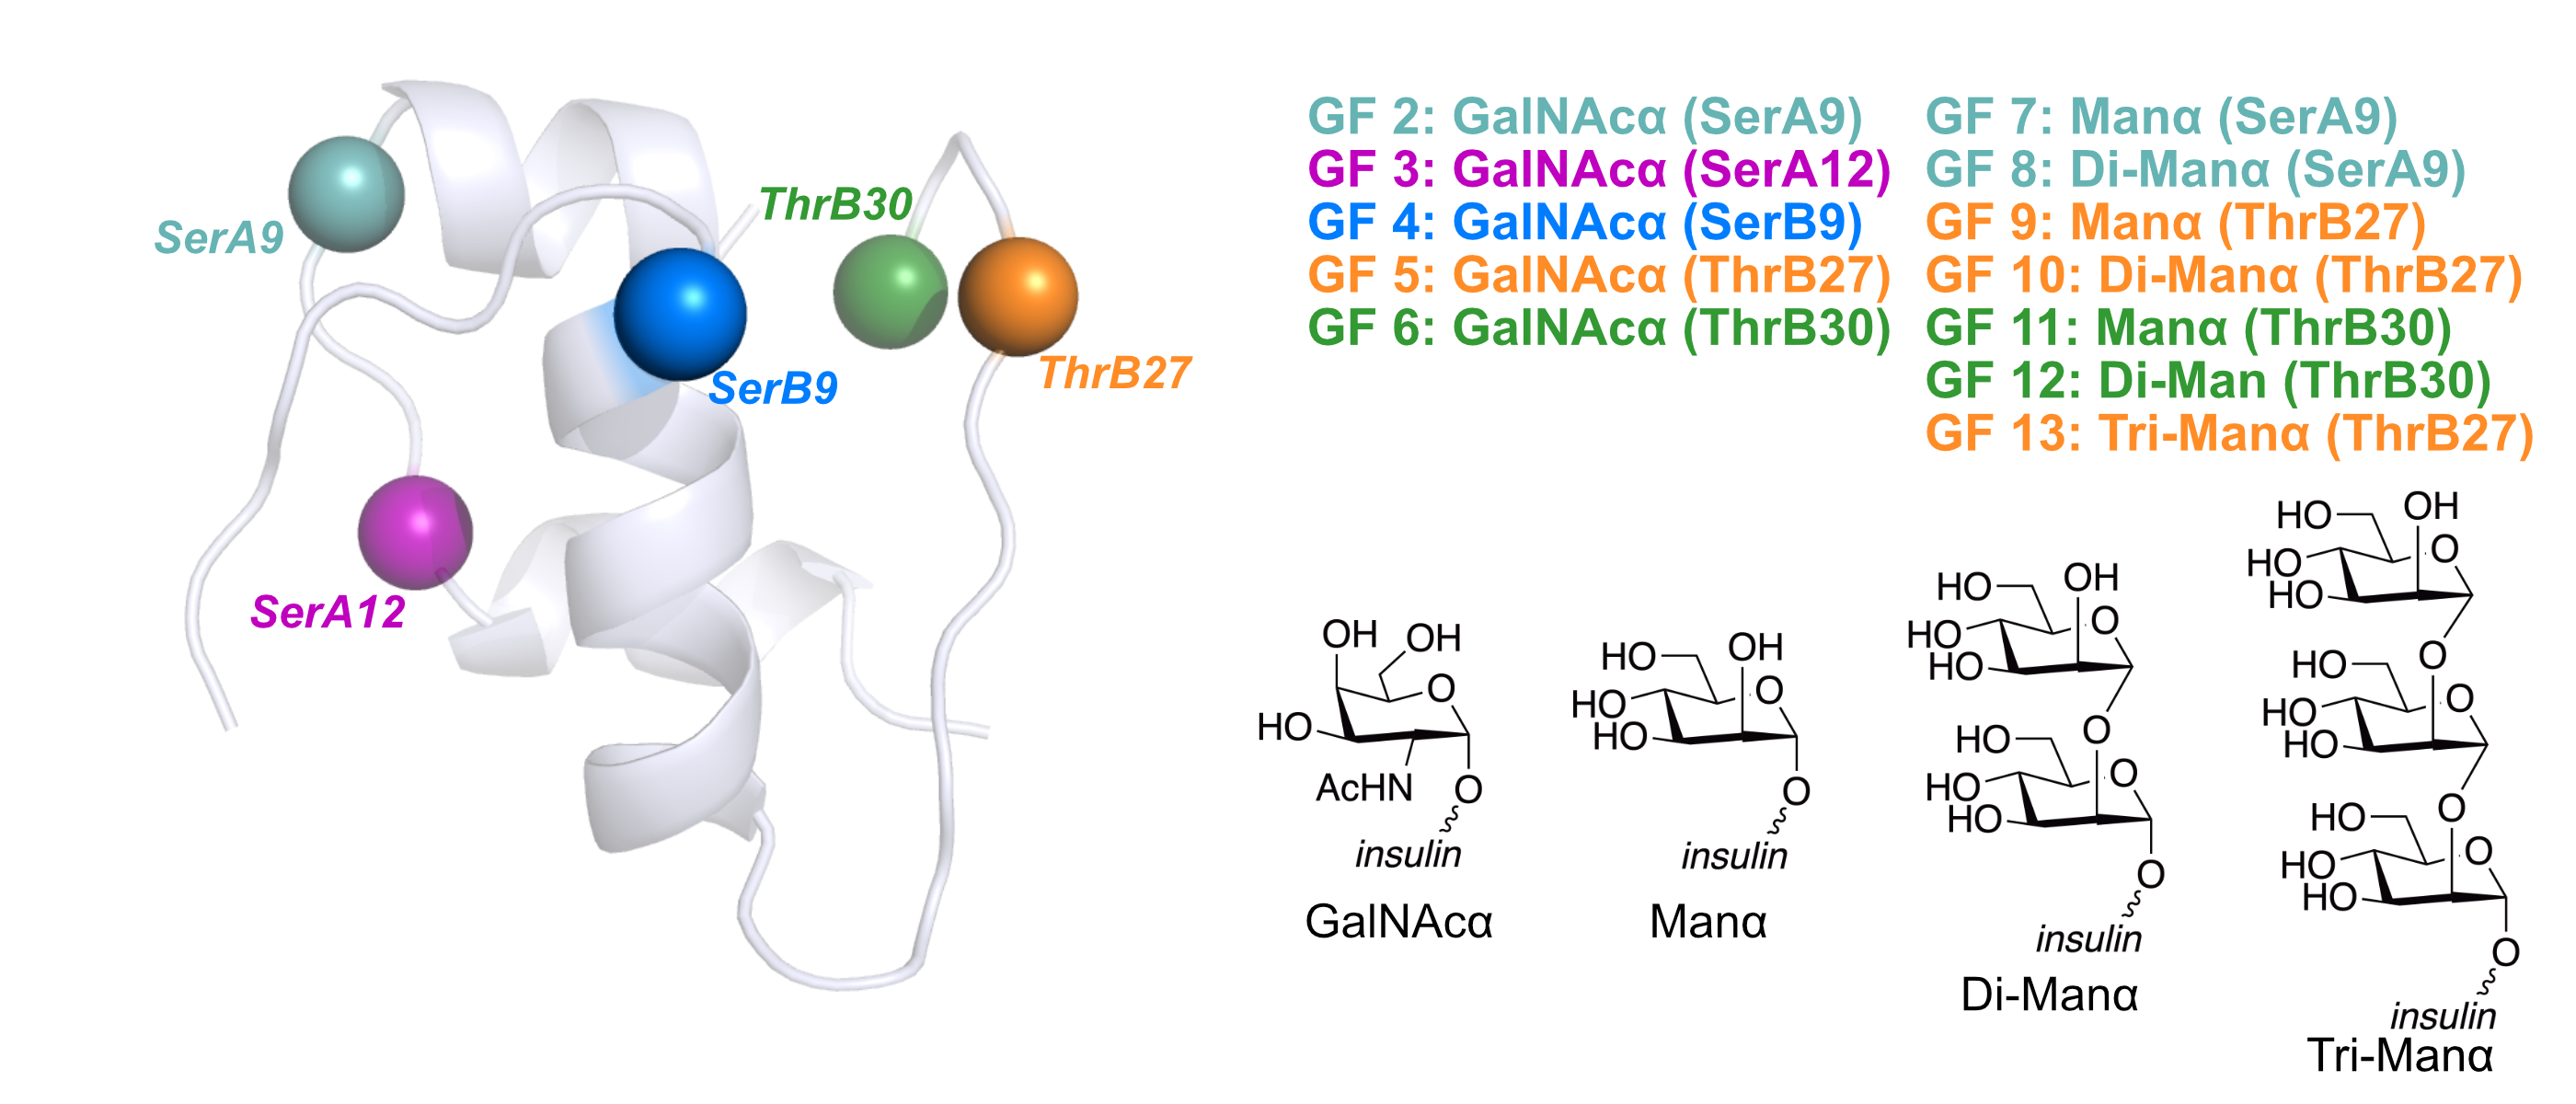 SerA9
ThrB30
SerB9
ThrB27
SerA12
GF 2: GalNAcα (SerA9)
GF 3: GalNAcα (SerA12)
GF 4: GalNAcα (SerB9)
GF 5: GalNAcα (ThrB27)
GF 6: GalNAcα (ThrB30)
GF 7: Manα (SerA9)
GF 8: Di-Manα (SerA9)
GF 9: Manα (ThrB27)
GF 10: Di-Manα (ThrB27)
GF 11: Manα (ThrB30)
GF 12: Di-Man (ThrB30)
GF 13: Tri-Manα (ThrB27)
OH
OH
O
HO
AcHN
O
insulin
GalNAcα
HO
OH
HO
O
HO
O
insulin
Manα
HO
OH
HO
O
HO
O
HO
HO
O
HO
O
insulin
Di-Manα
HO
OH
HO
O
HO
O
HO
HO
O
HO
O
HO
HO
O
HO
O
insulin
Tri-Manα